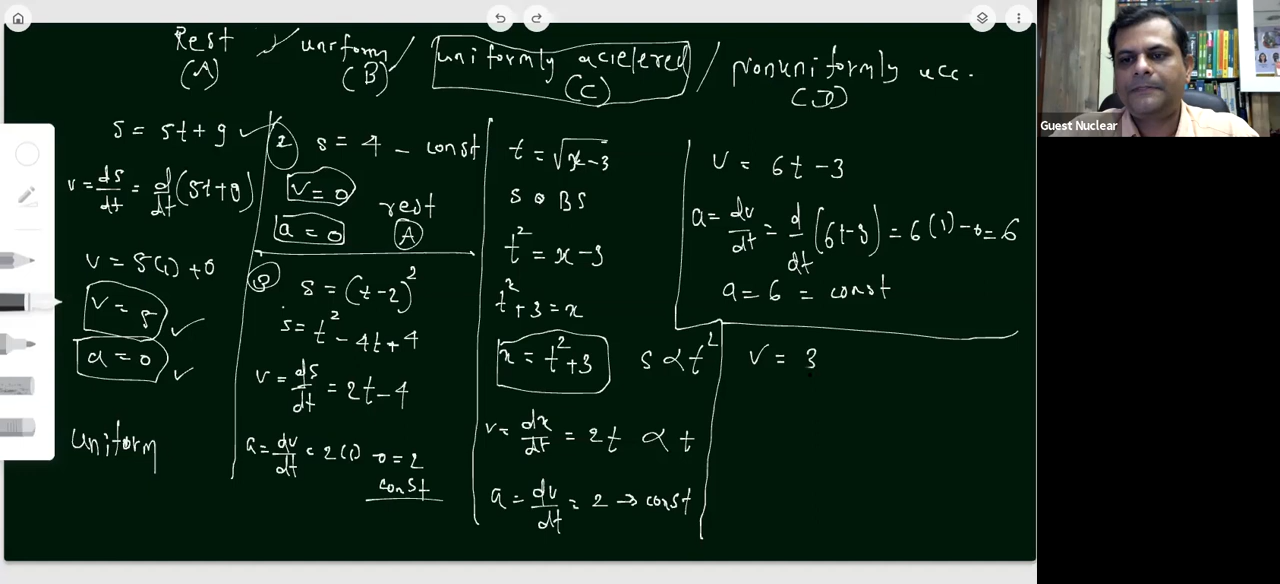 Rest / uniform / uniformly accelered / Nonuniformly acc.
(A) (B) (C) (D)
s = 5t + 9
v = ds/dt = d/dt (5t+9)
v = 5(1) + 0
v = 5
a = 0
uniform
2 s = 4 - const
v = 0
a = 0
rest
A
3 s = (t-2)²
s = t² - 4t + 4
v = ds/dt = 2t - 4
a = dv/dt = 2(1) - 0 = 2
const
t = √x-3
S Q BS
t² = x - 3
t² + 3 = x
x = t² + 3 s ∝ t²
v = dx/dt = 2t ∝ t
a = dv/dt = 2 → const
v = 6t - 3
a = dv/dt = d/dt (6t-3) = 6(1) - 0 = 6
a = 6 = const
v = 3
Guest Nuclear